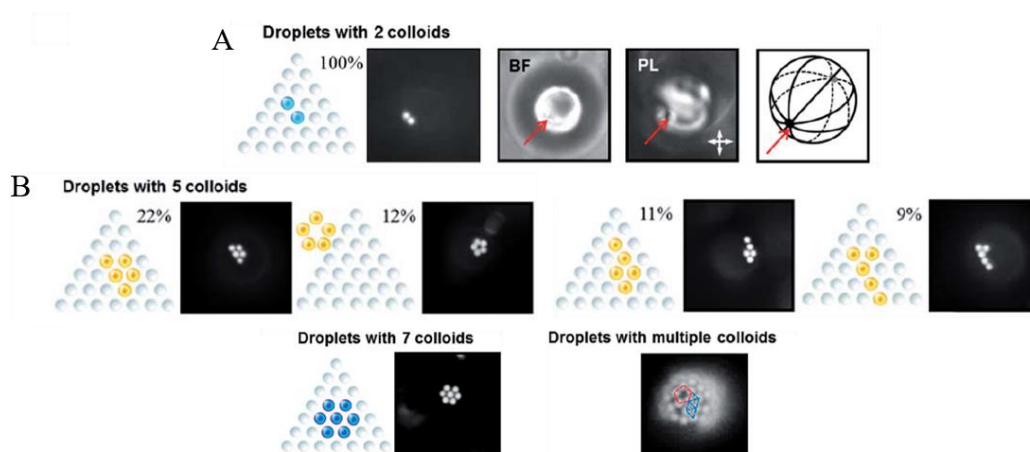 A Droplets with 2 colloids
100%
BF
PL
B Droplets with 5 colloids
22%
12%
11%
9%
Droplets with 7 colloids
Droplets with multiple colloids